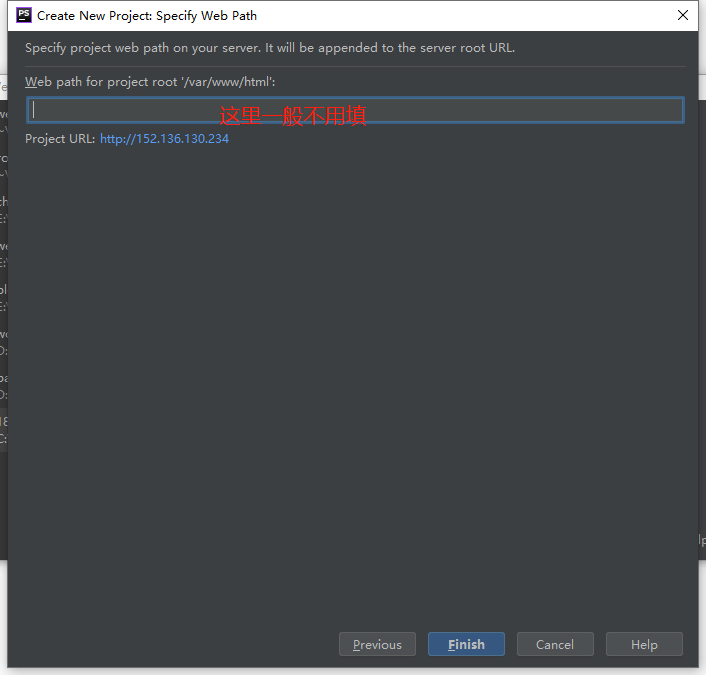 PS
Create New Project: Specify Web Path
Specify project web path on your server. It will be appended to the server root URL.
Web path for project root '/var/www/html':
这里一般不用填
Project URL: http://152.136.130.234
Previous
Finish
Cancel
Help